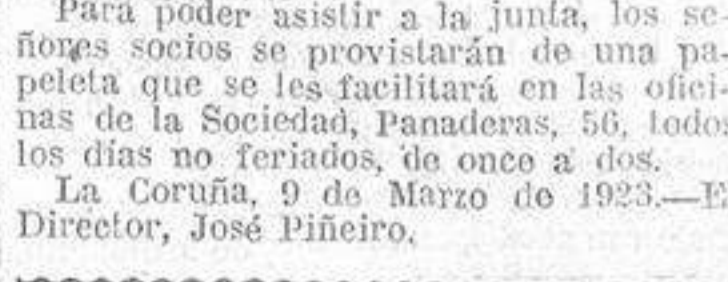 Para poder asistir a la junta, los se-
ñores socios se provistarán de una pa-
peleta que se les facilitará en las ofici-
nas de la Sociedad, Panaderas, 56, todos
los días no feriados, de once a dos.
La Coruña, 9 de Marzo de 1923.—E
Director, José Piñeiro.